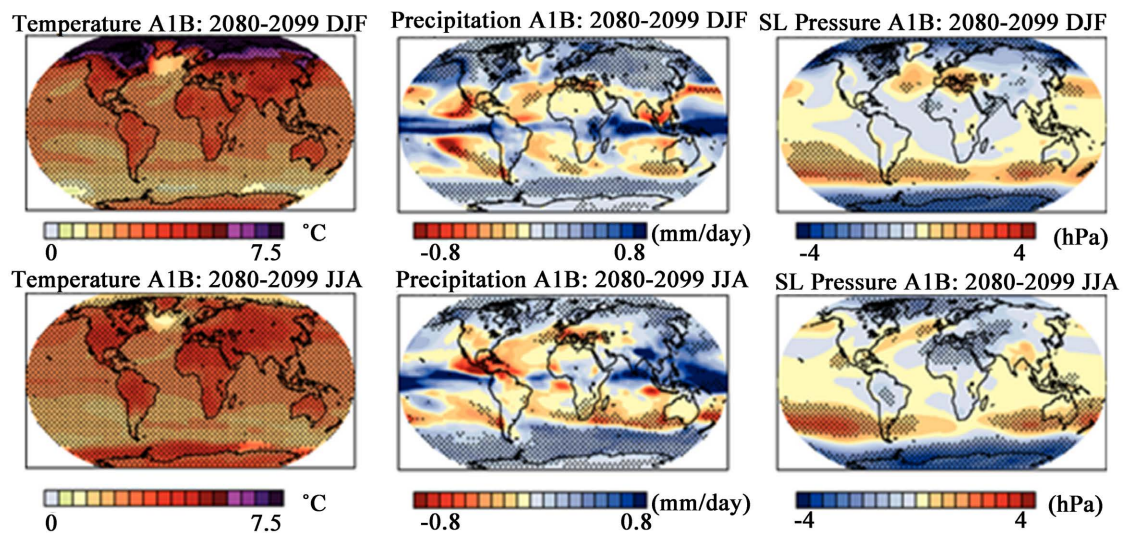 Temperature A1B: 2080-2099 DJF
Precipitation A1B: 2080-2099 DJF
SL Pressure A1B: 2080-2099 DJF
0 7.5 °C
-0.8 0.8 (mm/day)
-4 4 (hPa)
Temperature A1B: 2080-2099 JJA
Precipitation A1B: 2080-2099 JJA
SL Pressure A1B: 2080-2099 JJA
0 7.5 °C
-0.8 0.8 (mm/day)
-4 4 (hPa)